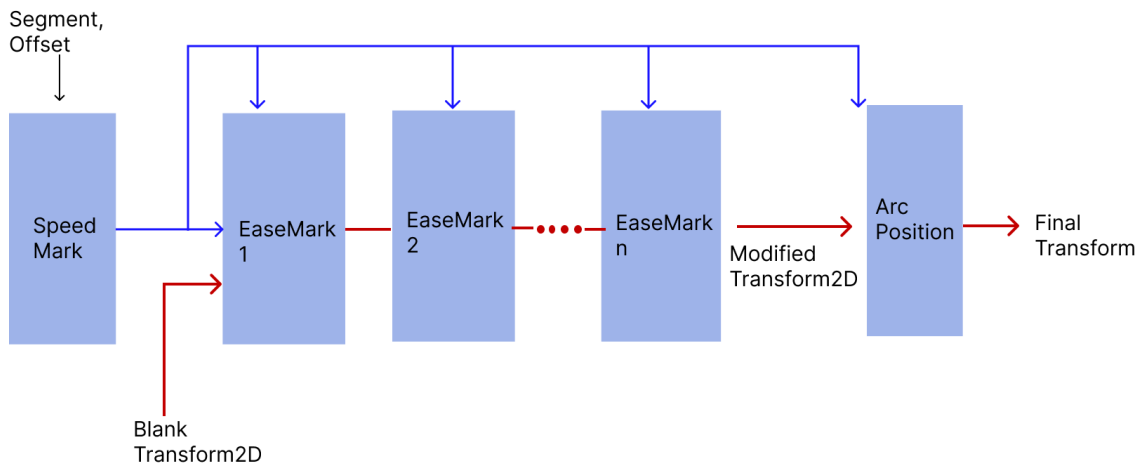 Segment,
Offset
Speed
Mark
EaseMark
1
EaseMark
2
EaseMark
n
Modified
Transform2D
Arc
Position
Final
Transform
Blank
Transform2D